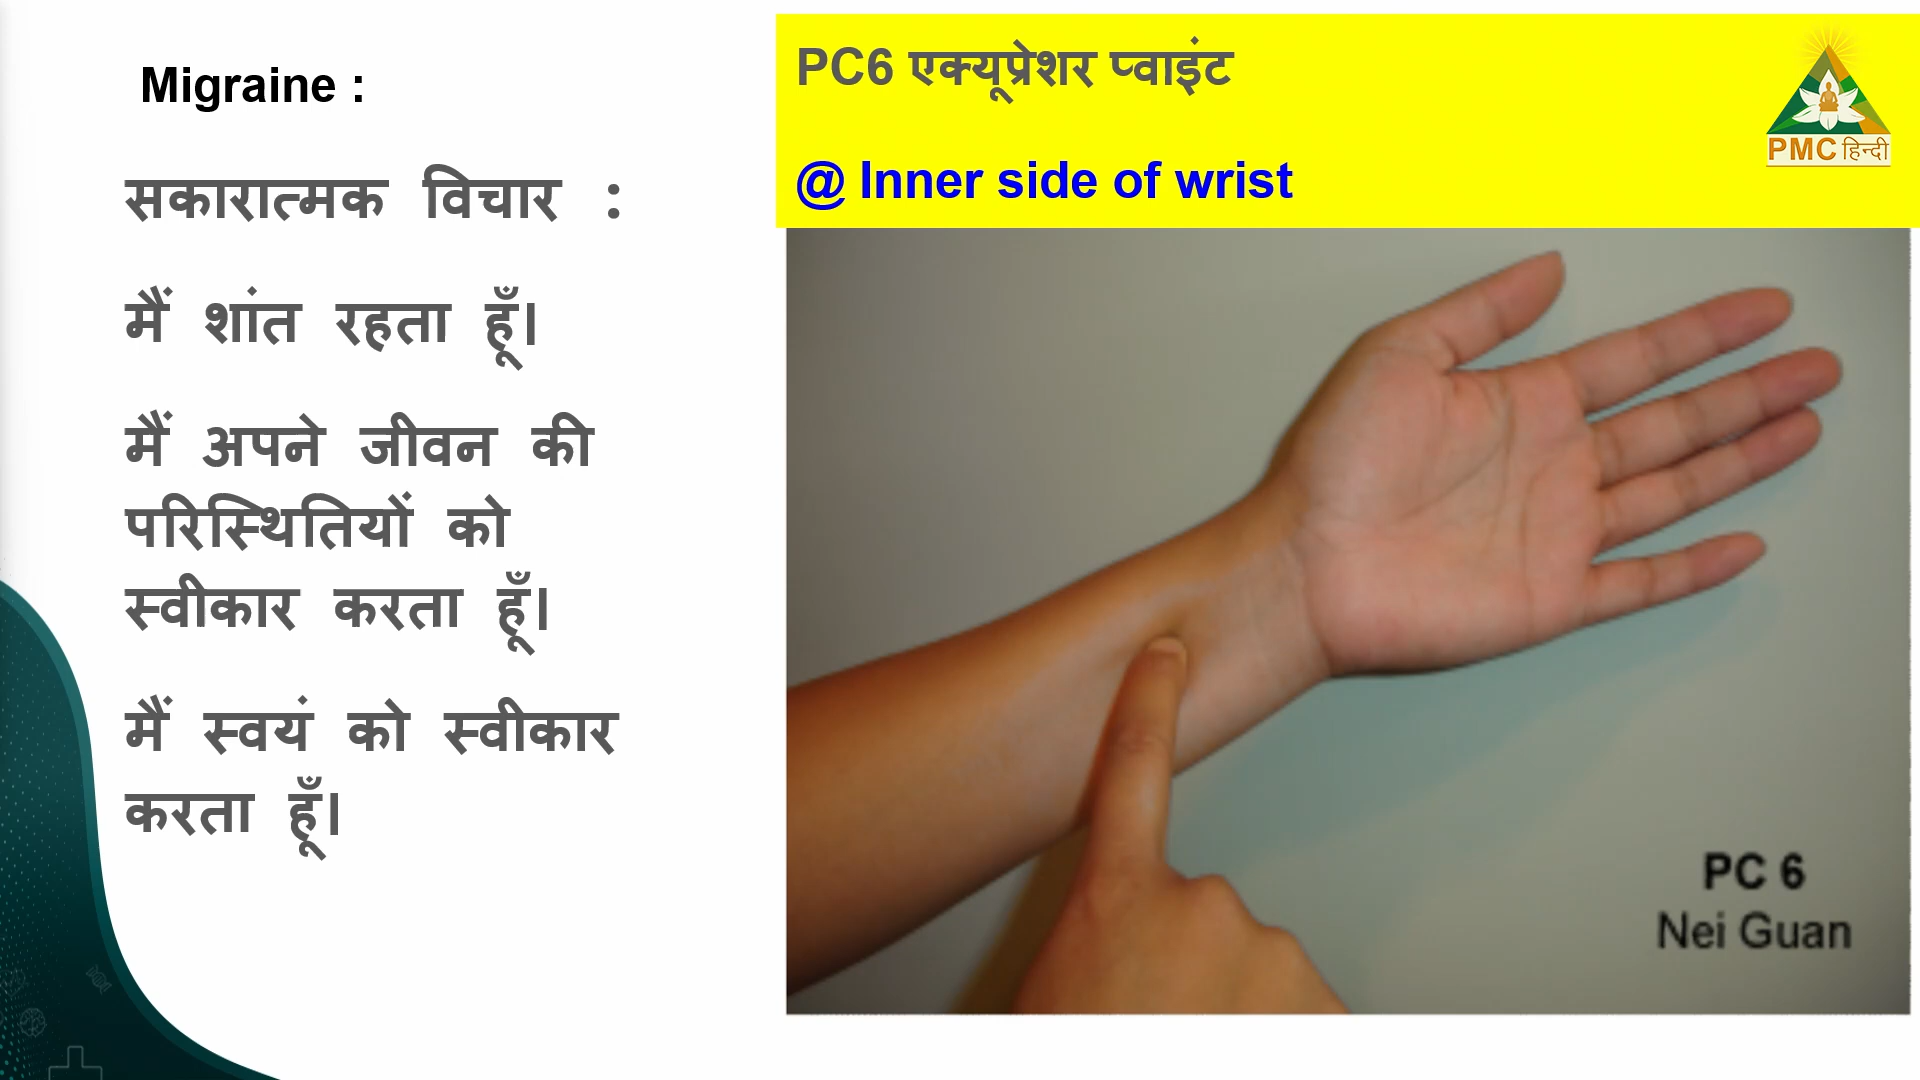 Migraine :
सकारात्मक विचार :
मैं शांत रहता हूँ।
मैं अपने जीवन की
परिस्थितियों को
स्वीकार करता हूँ।
मैं स्वयं को स्वीकार
करता हूँ।
PC6 एक्यूप्रेशर प्वाइंट
@ Inner side of wrist
PMC हिन्दी
PC 6
Nei Guan